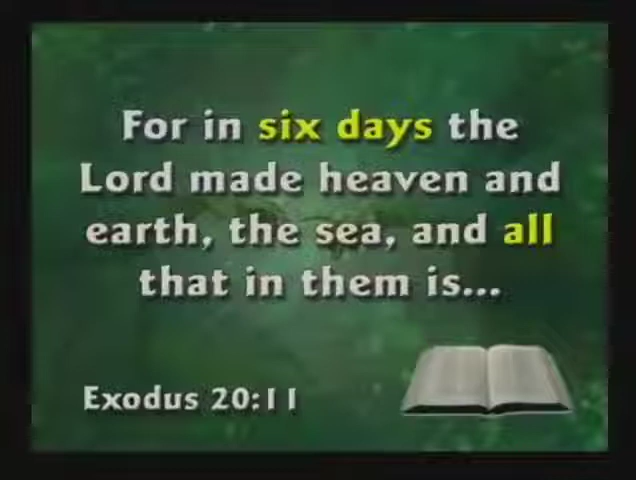 For in six days the
Lord made heaven and
earth, the sea, and all
that in them is...
Exodus 20:11